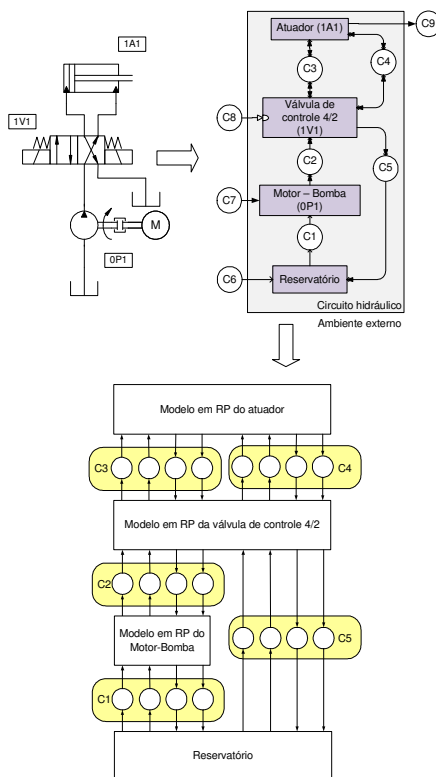 1A1
1V1
M
0P1
Atuador (1A1)
C9
C3
C4
C8
Válvula de
controle 4/2
(1V1)
C2
C5
C7
Motor – Bomba
(0P1)
C1
C6
Reservatório
Circuito hidráulico
Ambiente externo
Modelo em RP do atuador
C3
C4
Modelo em RP da válvula de controle 4/2
C2
Modelo em RP do
Motor-Bomba
C5
C1
Reservatório